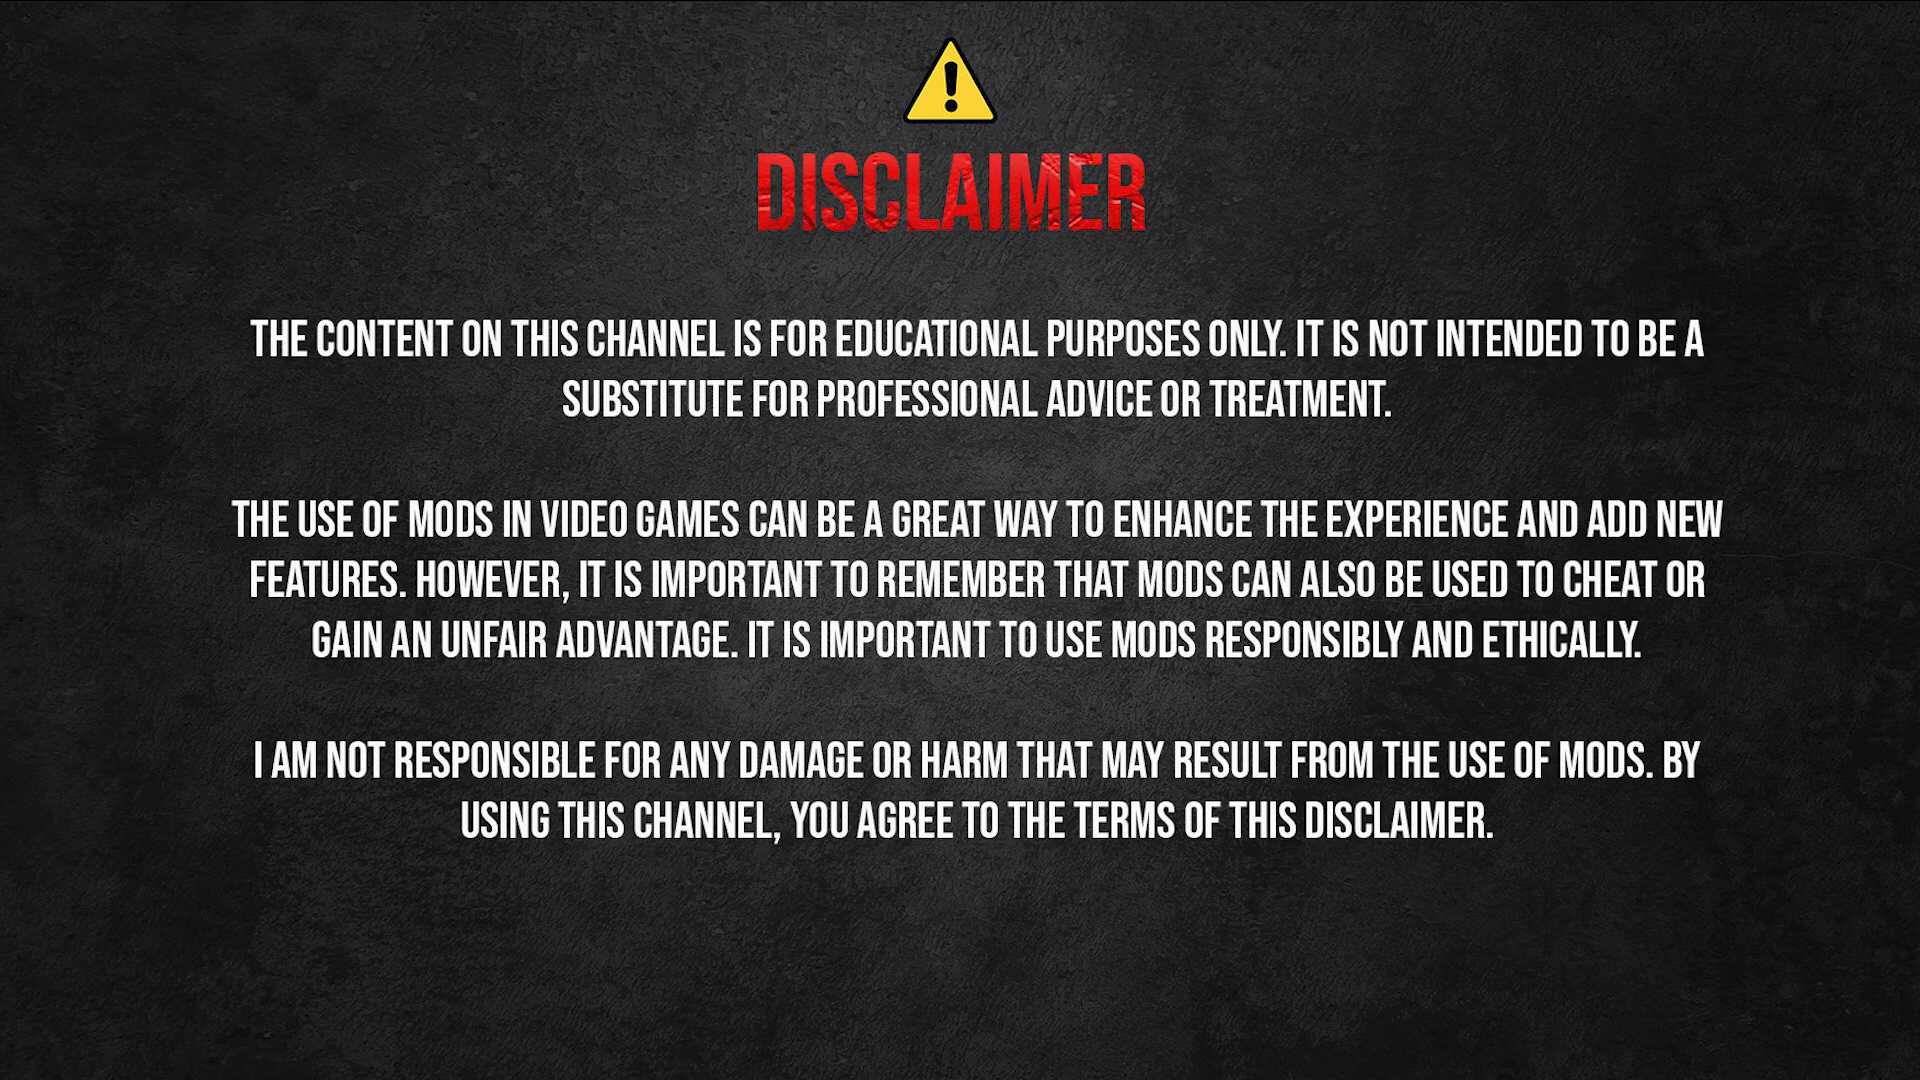 DISCLAIMER
THE CONTENT ON THIS CHANNEL IS FOR EDUCATIONAL PURPOSES ONLY. IT IS NOT INTENDED TO BE A
SUBSTITUTE FOR PROFESSIONAL ADVICE OR TREATMENT.
THE USE OF MODS IN VIDEO GAMES CAN BE A GREAT WAY TO ENHANCE THE EXPERIENCE AND ADD NEW
FEATURES. HOWEVER, IT IS IMPORTANT TO REMEMBER THAT MODS CAN ALSO BE USED TO CHEAT OR
GAIN AN UNFAIR ADVANTAGE. IT IS IMPORTANT TO USE MODS RESPONSIBLY AND ETHICALLY.
I AM NOT RESPONSIBLE FOR ANY DAMAGE OR HARM THAT MAY RESULT FROM THE USE OF MODS. BY
USING THIS CHANNEL, YOU AGREE TO THE TERMS OF THIS DISCLAIMER.